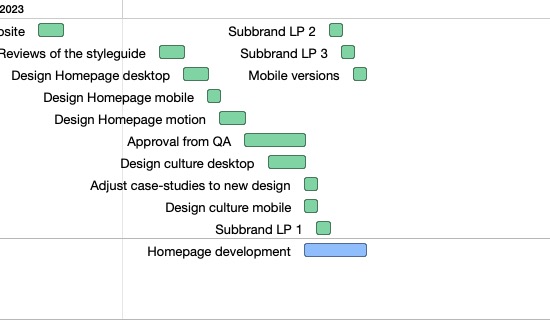 2023
Subbrand LP 2
Reviews of the styleguide
Subbrand LP 3
Design Homepage desktop
Mobile versions
Design Homepage mobile
Design Homepage motion
Approval from QA
Design culture desktop
Adjust case-studies to new design
Design culture mobile
Subbrand LP 1
Homepage development